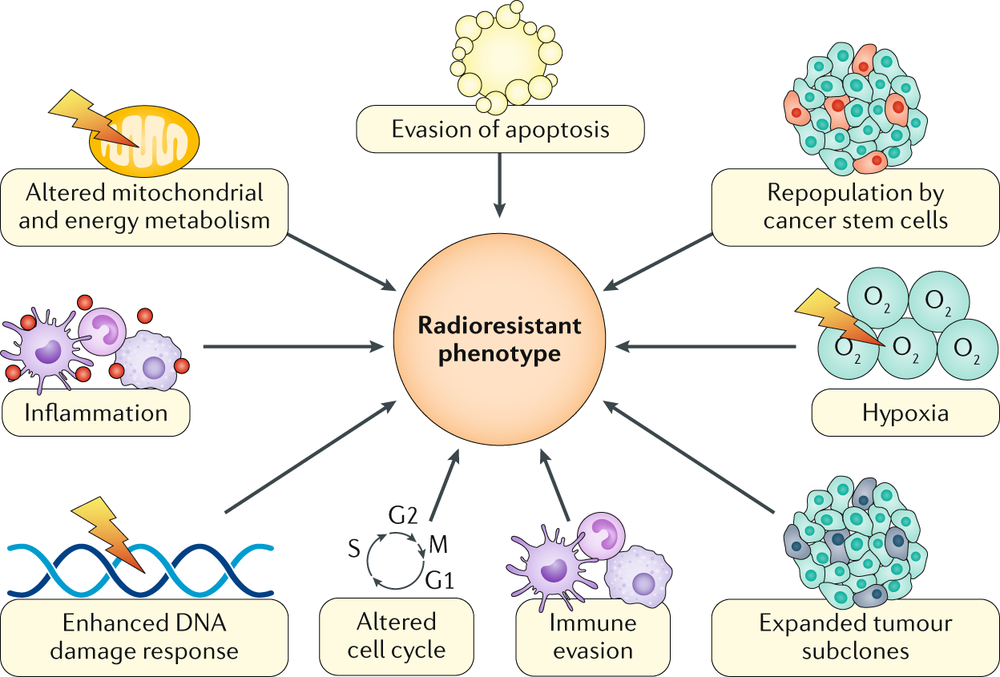 Evasion of apoptosis
Altered mitochondrial
and energy metabolism
Repopulation by
cancer stem cells
Radioresistant
phenotype
O2
O2
O2
O2
O2
Inflammation
Hypoxia
G2
S
M
G1
Enhanced DNA
damage response
Altered
cell cycle
Immune
evasion
Expanded tumour
subclones